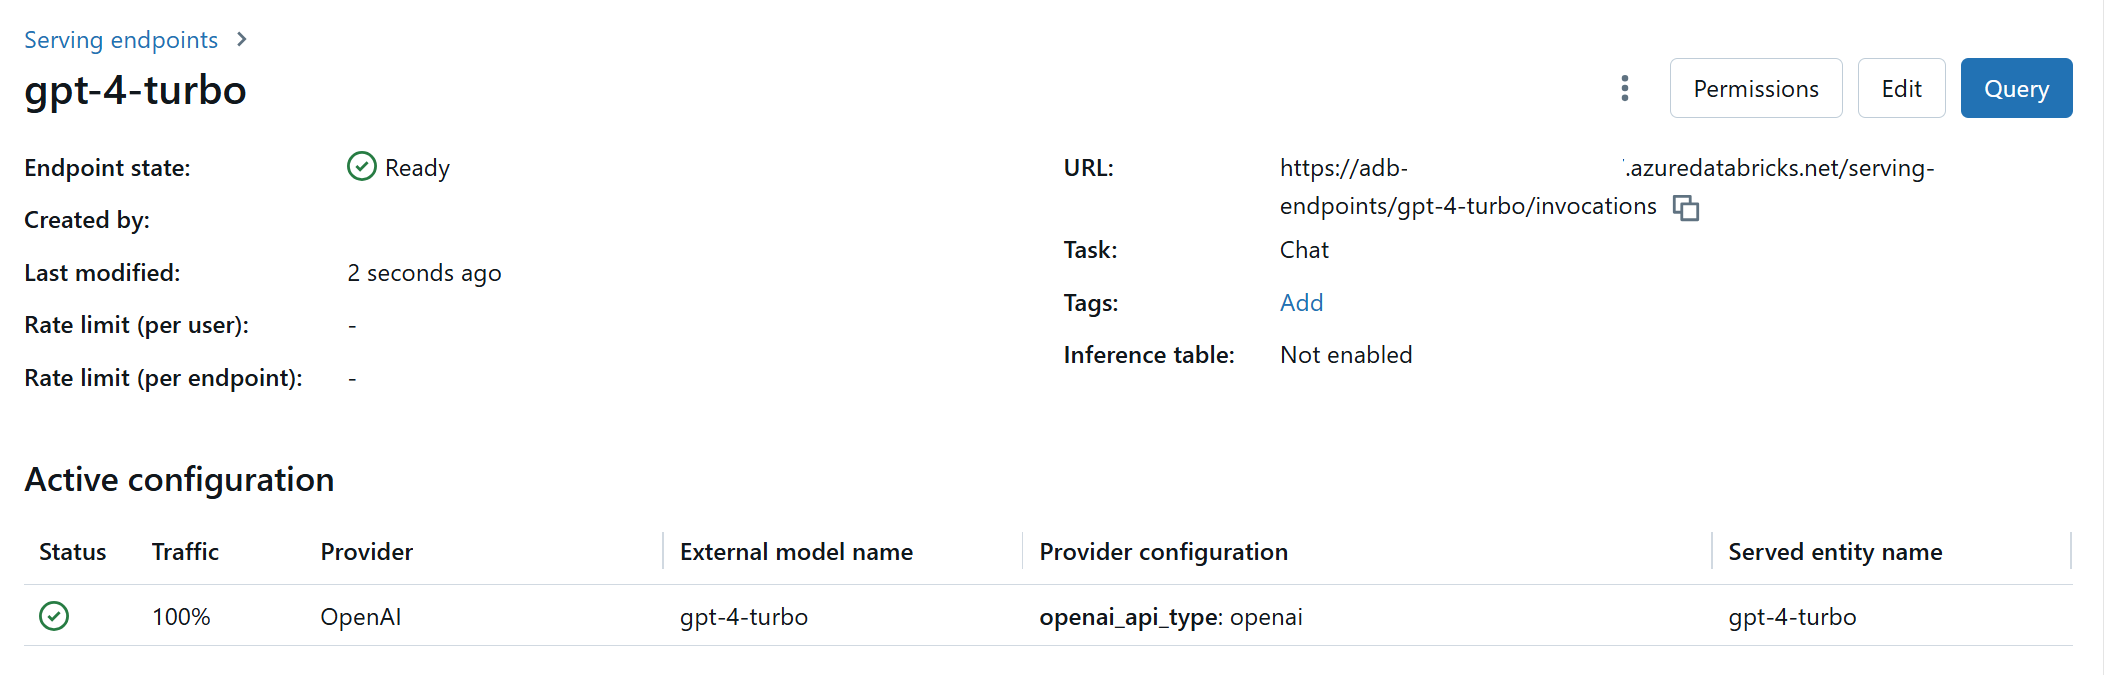 Serving endpoints >
gpt-4-turbo
Permissions Edit Query
Endpoint state: Ready
Created by:
Last modified: 2 seconds ago
Rate limit (per user): -
Rate limit (per endpoint): -
URL: https://adb- .azuredatabricks.net/serving-
endpoints/gpt-4-turbo/invocations
Task: Chat
Tags: Add
Inference table: Not enabled
Active configuration
Status Traffic Provider External model name Provider configuration Served entity name
100% OpenAI gpt-4-turbo openai_api_type: openai gpt-4-turbo